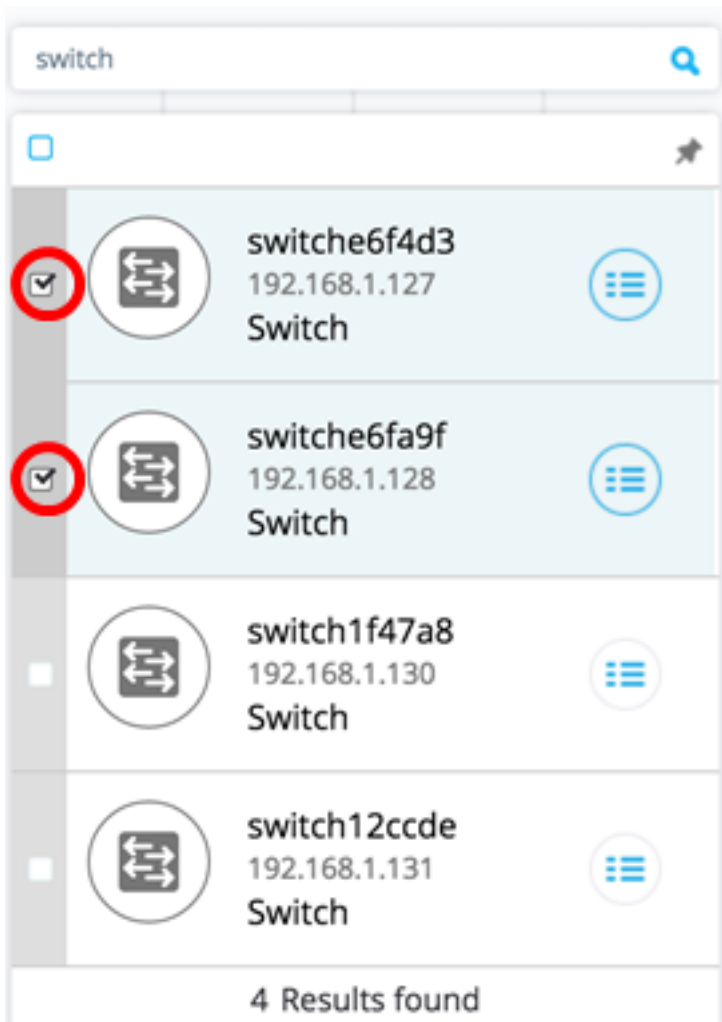 switch
switche6f4d3
192.168.1.127
Switch
switche6fa9f
192.168.1.128
Switch
switch1f47a8
192.168.1.130
Switch
switch12ccde
192.168.1.131
Switch
4 Results found